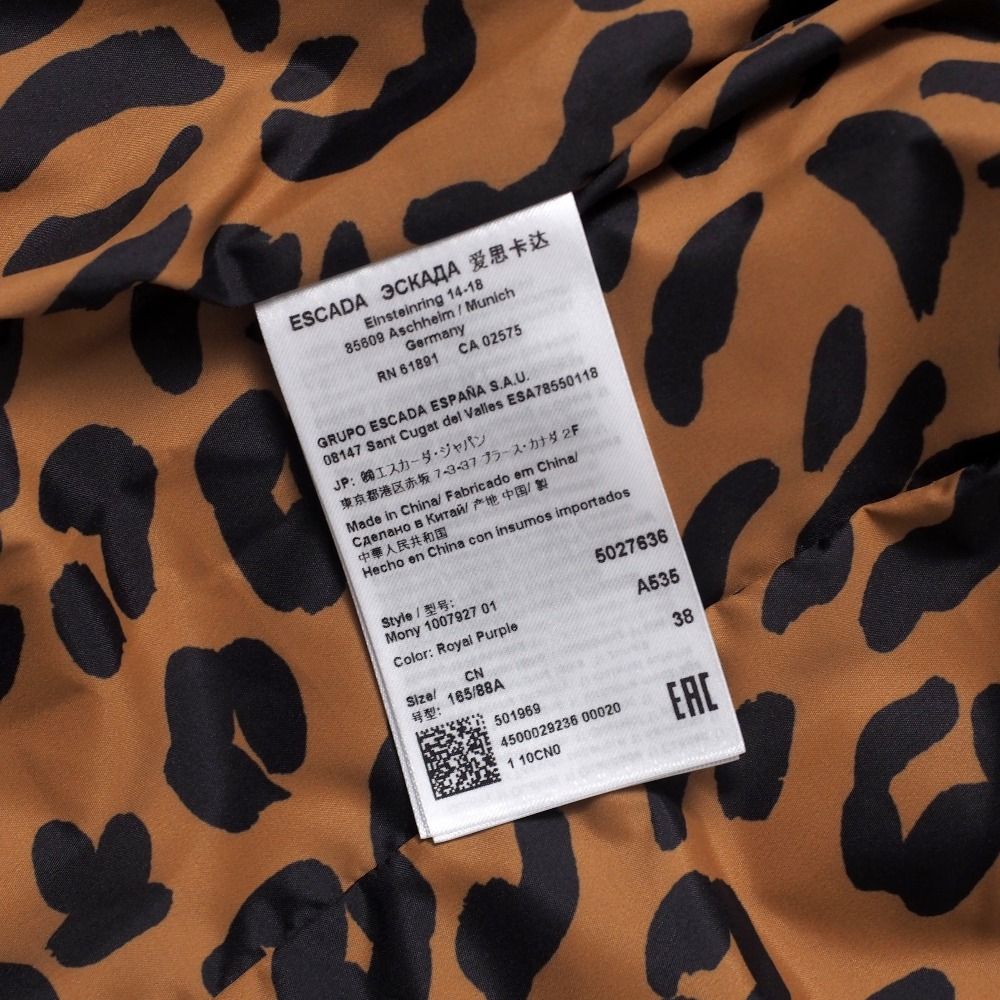 ESCADA ЭСКАДА 爱思卡达
Einsteinring 14-18
85609 Aschheim / Munich
Germany
RN 61891 CA 02575
GRUPO ESCADA ESPAÑA S.A.U.
08147 Sant Cugat del Valles ESA78550118
JP: ㈱エスカーダ・ジャパン
東京都港区赤坂 7-3-37 プラース・カナダ 2F
Made in China/ Fabricado em China/
Сделано в Китай/ 产地 中国/ 製
中華人民共和国
Hecho en China con insumos importados
5027636
Style / 型号:
A535
Mony 1007927 01
38
Color: Royal Purple
Size/ CN
号型: 165/88A
501969
4500029236 00020
1 10CN0
EAC